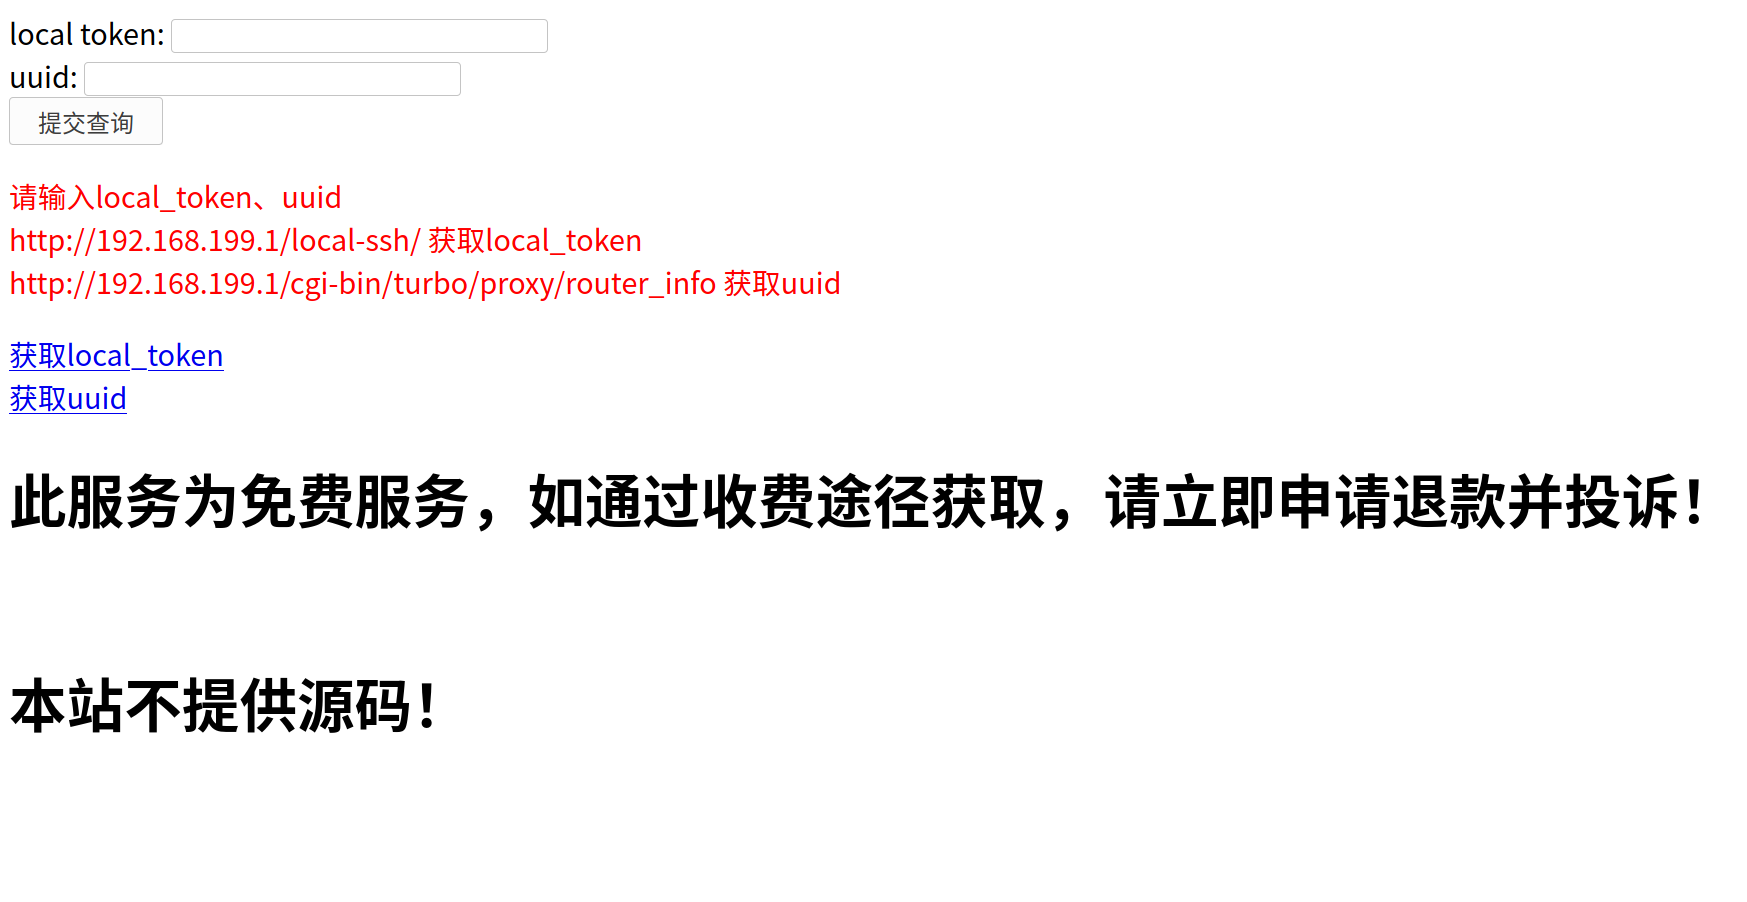 local token:
uuid:
提交查询
请输入local_token、uuid
http://192.168.199.1/local-ssh/ 获取local_token
http://192.168.199.1/cgi-bin/turbo/proxy/router_info 获取uuid
获取local_token
获取uuid
此服务为免费服务，如通过收费途径获取，请立即申请退款并投诉！
本站不提供源码！